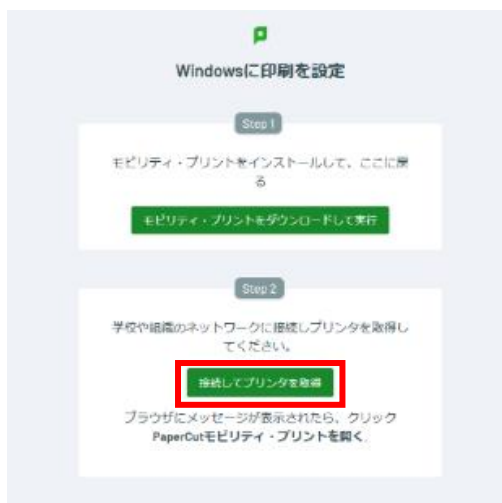 Windowsに印刷を設定
Step 1
モビリティ・プリントをインストールして、ここに戻
る
モビリティ・プリントをダウンロードして実行
Step 2
学校や組織のネットワークに接続しプリンタを取得し
てください。
接続してプリンタを取得
ブラウザにメッセージが表示されたら、クリック
PaperCutモビリティ・プリントを開く.